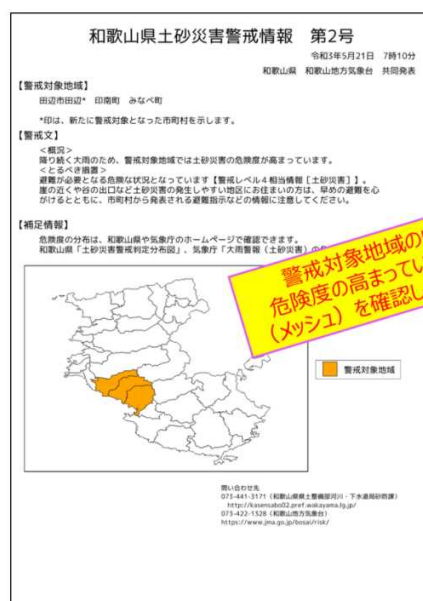 和歌山県土砂災害警戒情報　第2号
令和3年5月21日　7時10分
和歌山県　和歌山地方気象台　共同発表
【警戒対象地域】
田辺市田辺*　印南町　みなべ町
*印は、新たに警戒対象となった市町村を示します。
【警戒文】
＜概況＞
降り続く大雨のため、警戒対象地域では土砂災害の危険度が高まっています。
＜とるべき措置＞
避難が必要となる危険な状況となっています【警戒レベル4相当情報［土砂災害］】。
崖の近くや谷の出口など土砂災害の発生しやすい地区にお住まいの方は、早めの避難を心
がけるとともに、市町村から発表される避難指示などの情報に注意してください。
【補足情報】
危険度の分布は、和歌山県や気象庁のホームページで確認できます。
和歌山県「土砂災害警戒判定分布図」、気象庁「大雨警報（土砂災害）の
警戒対象地域の
危険度の高まってい
（メッシュ）を確認し
警戒対象地域
問い合わせ先
073-441-3171（和歌山県県土整備部河川・下水道局砂防課）
http://kasensabo02.pref.wakayama.lg.jp/
073-422-1328（和歌山地方気象台）
https://www.jma.go.jp/bosai/risk/